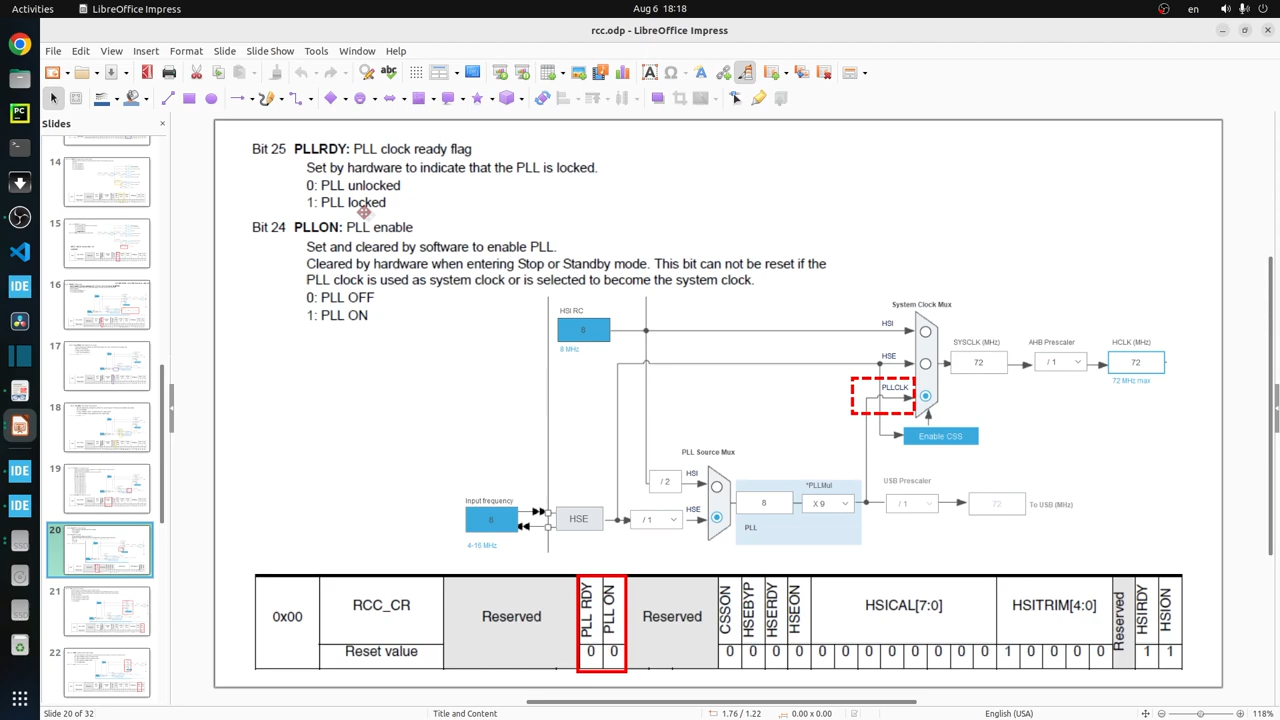 Activities
LibreOffice Impress
Aug 6 18:18
en
rcc.odp - LibreOffice Impress
File Edit View Insert Format Slide Slide Show Tools Window Help
Slides
14
15
16
17
18
19
20
21
22
Bit 25 PLLRDY: PLL clock ready flag
Set by hardware to indicate that the PLL is locked.
0: PLL unlocked
1: PLL locked
Bit 24 PLLON: PLL enable
Set and cleared by software to enable PLL.
Cleared by hardware when entering Stop or Standby mode. This bit can not be reset if the
PLL clock is used as system clock or is selected to become the system clock.
0: PLL OFF
1: PLL ON
System Clock Mux
HSI RC
8
8 MHz
HSI
HSE
PLLCLK
SYSCLK (MHz)
72
AHB Prescaler
/ 1
HCLK (MHz)
72
72 MHz max
Enable CSS
PLL Source Mux
/ 2
HSI
HSE
/ 1
8
*PLLMul
X 9
PLL
USB Prescaler
/ 1
72
To USB (MHz)
Input frequency
8
4-16 MHz
HSE
0x00 RCC_CR Reserved PLL RDY PLL ON Reserved CSSON HSEBYP HSERDY HSEON HSICAL[7:0] HSITRIM[4:0] Reserved HSIRDY HSION
Reset value 0 0 0 0 0 0 0 0 0 0 0 0 0 0 1 0 0 0 0 1 1
Slide 20 of 32
Title and Content
1.76 / 1.22
0.00 x 0.00
English (USA)
118%